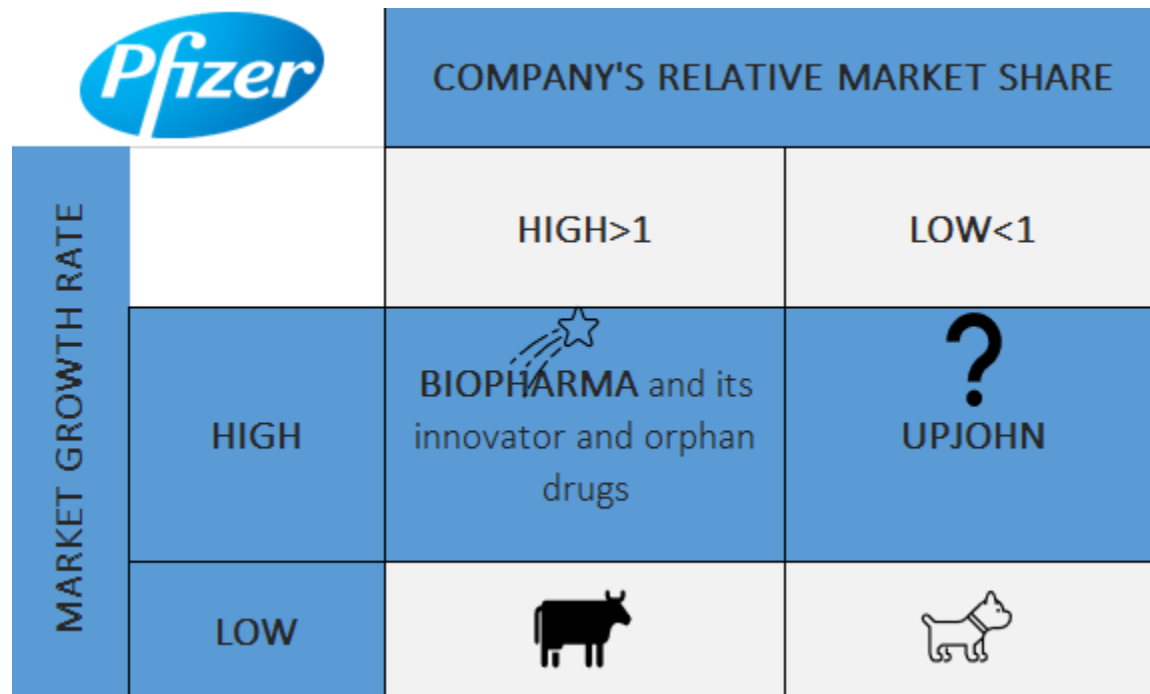 Pfizer
COMPANY'S RELATIVE MARKET SHARE
HIGH>1
LOW<1
MARKET GROWTH RATE
HIGH
BIOPHARMA and its
innovator and orphan
drugs
?
UPJOHN
LOW